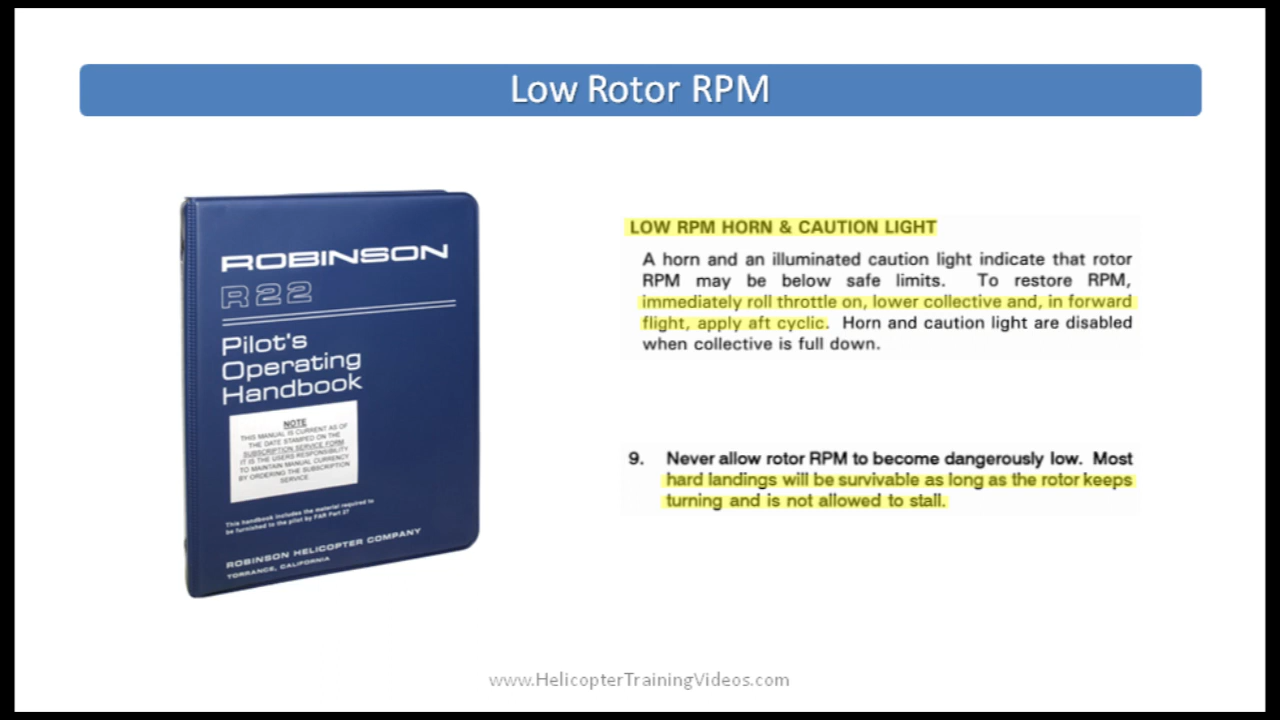 Low Rotor RPM
ROBINSON
R22
Pilot's
Operating
Handbook
NOTE
THIS MANUAL IS CURRENT AS OF
THE DATE STAMPED ON THE
SUBSCRIPTION SERVICE FORM
IT IS THE USERS RESPONSIBILITY
TO MAINTAIN MANUAL CURRENCY
BY ORDERING THE SUBSCRIPTION
SERVICE.
This handbook includes the material required to
be furnished to the pilot by FAR Part 27
ROBINSON HELICOPTER COMPANY
TORRANCE, CALIFORNIA
LOW RPM HORN & CAUTION LIGHT
A horn and an illuminated caution light indicate that rotor
RPM may be below safe limits. To restore RPM,
immediately roll throttle on, lower collective and, in forward
flight, apply aft cyclic. Horn and caution light are disabled
when collective is full down.
9. Never allow rotor RPM to become dangerously low. Most
hard landings will be survivable as long as the rotor keeps
turning and is not allowed to stall.
www.HelicopterTrainingVideos.com